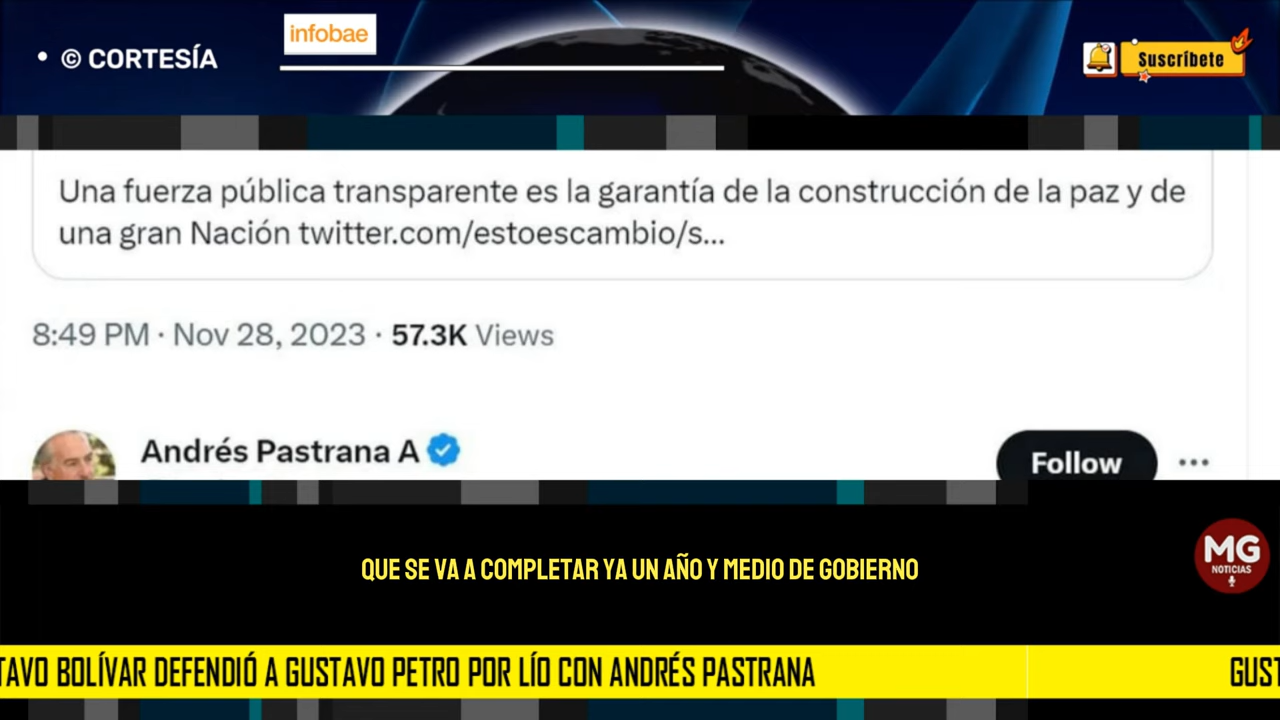 • © CORTESÍA
infobae
Suscríbete
Una fuerza pública transparente es la garantía de la construcción de la paz y de
una gran Nación twitter.com/estoescambio/s...
8:49 PM · Nov 28, 2023 · 57.3K Views
Andrés Pastrana A
Follow
QUE SE VA A COMPLETAR YA UN AÑO Y MEDIO DE GOBIERNO
MG
NOTICIAS
TAVO BOLÍVAR DEFENDIÓ A GUSTAVO PETRO POR LÍO CON ANDRÉS PASTRANA
GUST